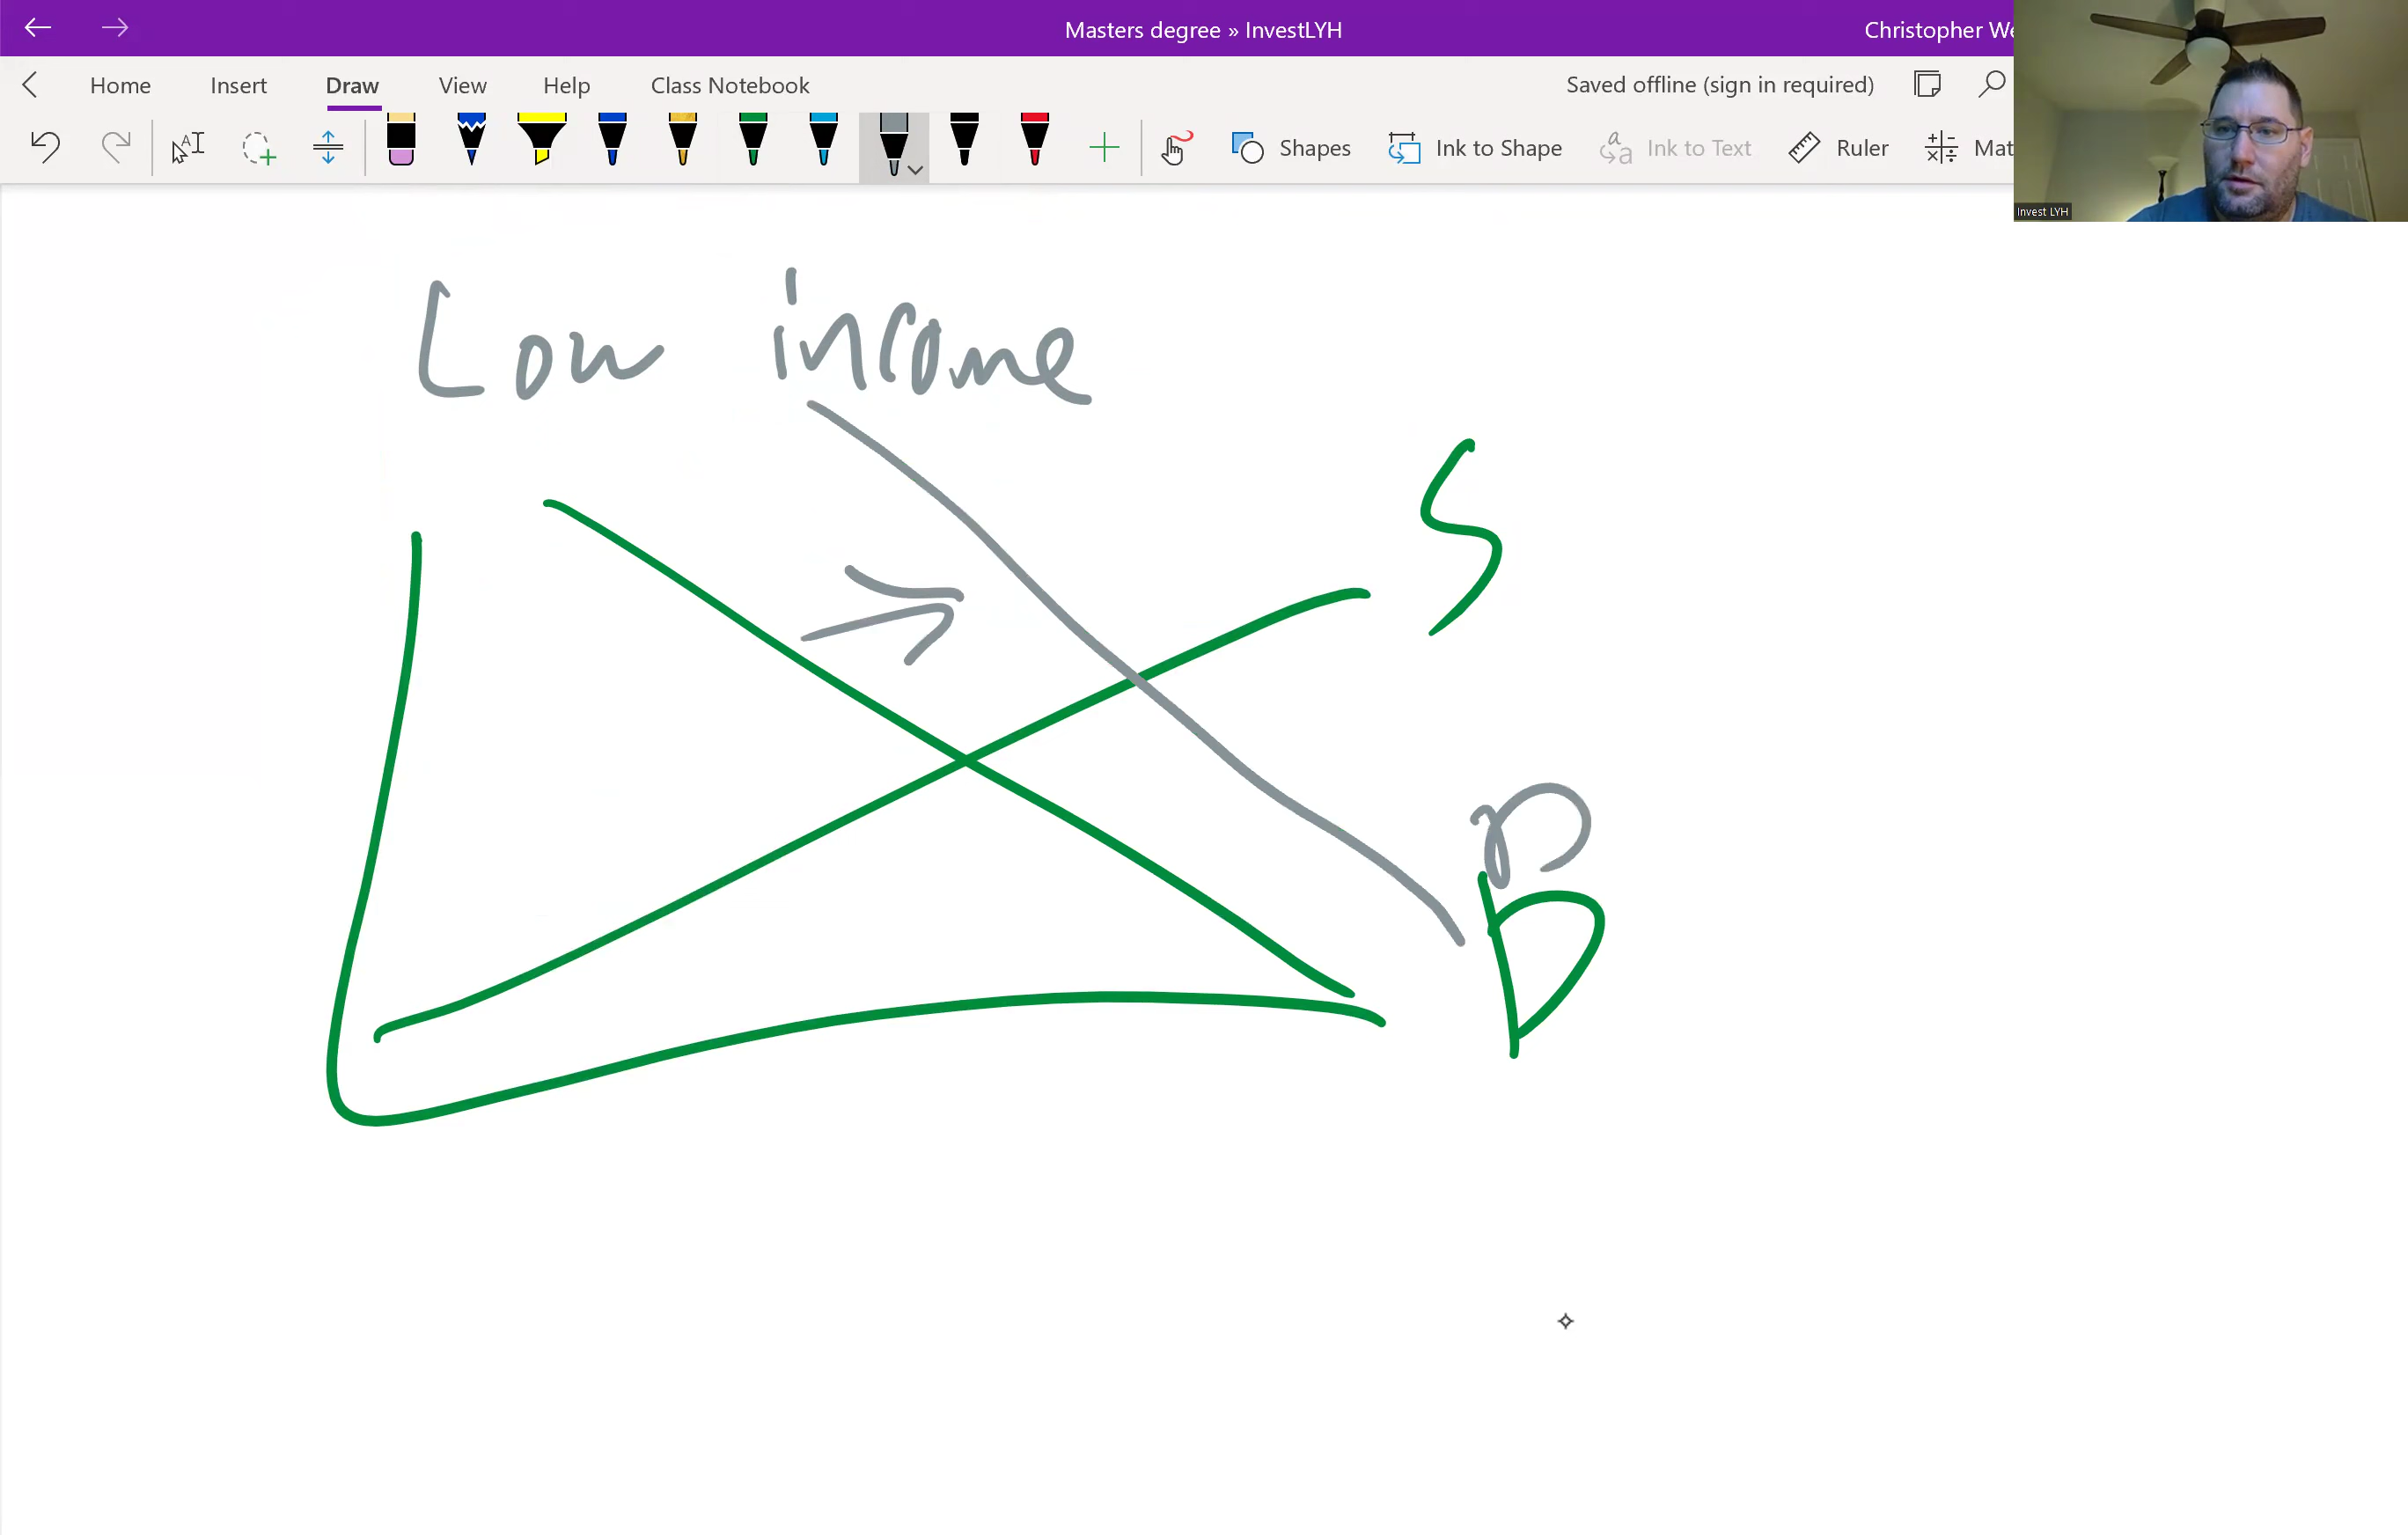 Masters degree » InvestLYH
Christopher We
Home Insert Draw View Help Class Notebook
Saved offline (sign in required)
Shapes Ink to Shape Ink to Text Ruler Mat
Invest LYH
Low income
S
D
D